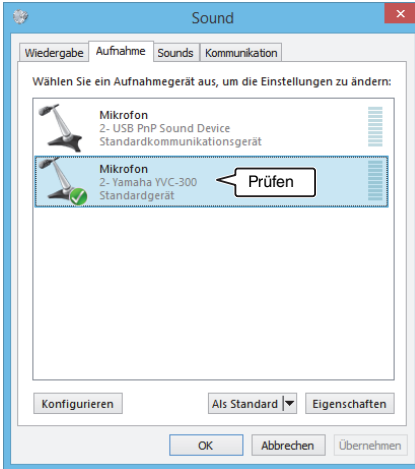 Sound
Wiedergabe Aufnahme Sounds Kommunikation
Wählen Sie ein Aufnahmegerät aus, um die Einstellungen zu ändern:
Mikrofon
2- USB PnP Sound Device
Standardkommunikationsgerät
Mikrofon
2- Yamaha YVC-300
Standardgerät
Prüfen
Konfigurieren Als Standard Eigenschaften
OK Abbrechen Übernehmen